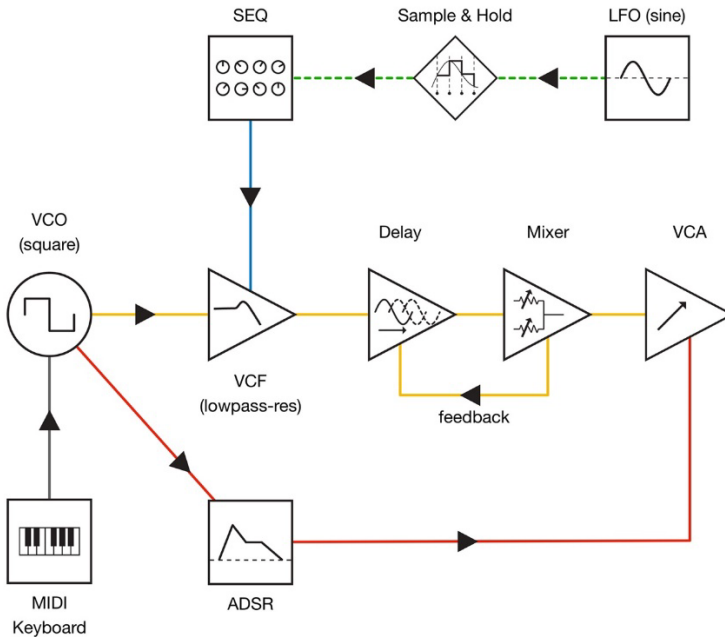 SEQ
Sample & Hold
LFO (sine)
VCO
(square)
Delay
Mixer
VCA
VCF
(lowpass-res)
feedback
MIDI
Keyboard
ADSR